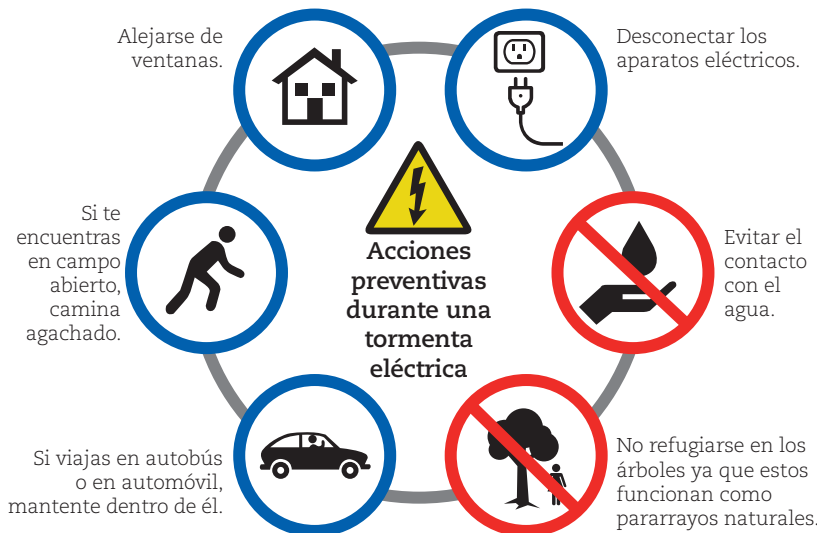 Alejarse de
ventanas.
Desconectar los
aparatos eléctricos.
Acciones
preventivas
durante una
tormenta
eléctrica
Si te
encuentras
en campo
abierto,
camina
agachado.
Evitar el
contacto
con el
agua.
Si viajas en autobús
o en automóvil,
mantente dentro de él.
No refugiarse en los
árboles ya que estos
funcionan como
pararrayos naturales.